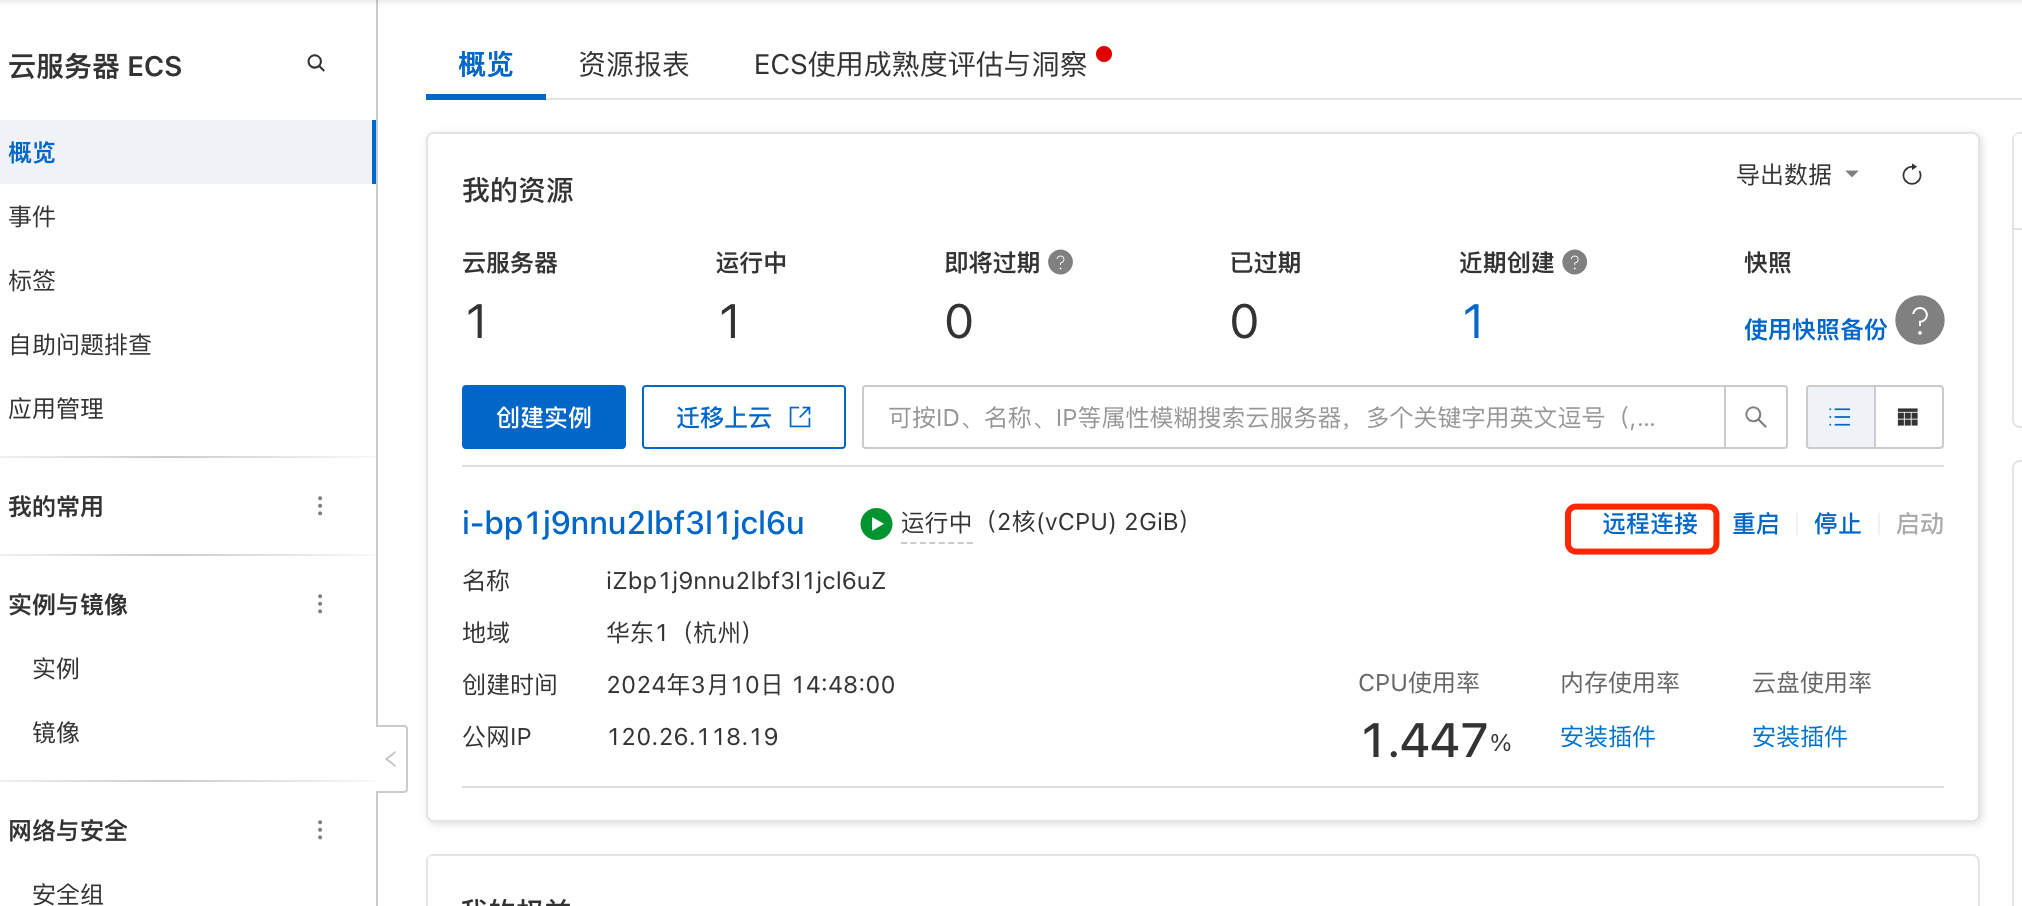 云服务器 ECS
概览
事件
标签
自助问题排查
应用管理
我的常用
实例与镜像
实例
镜像
网络与安全
安全组
概览 资源报表 ECS使用成熟度评估与洞察
我的资源
导出数据
云服务器 运行中 即将过期 ? 已过期 近期创建 ? 快照
1 1 0 0 1 使用快照备份 ?
创建实例 迁移上云 可按ID、名称、IP等属性模糊搜索云服务器，多个关键字用英文逗号（,...
i-bp1j9nnu2lbf3l1jcl6u 运行中（2核(vCPU) 2GiB） 远程连接 重启 停止 启动
名称 iZbp1j9nnu2lbf3l1jcl6uZ
地域 华东1（杭州）
创建时间 2024年3月10日 14:48:00
公网IP 120.26.118.19
CPU使用率 内存使用率 云盘使用率
1.447% 安装插件 安装插件
我的权益